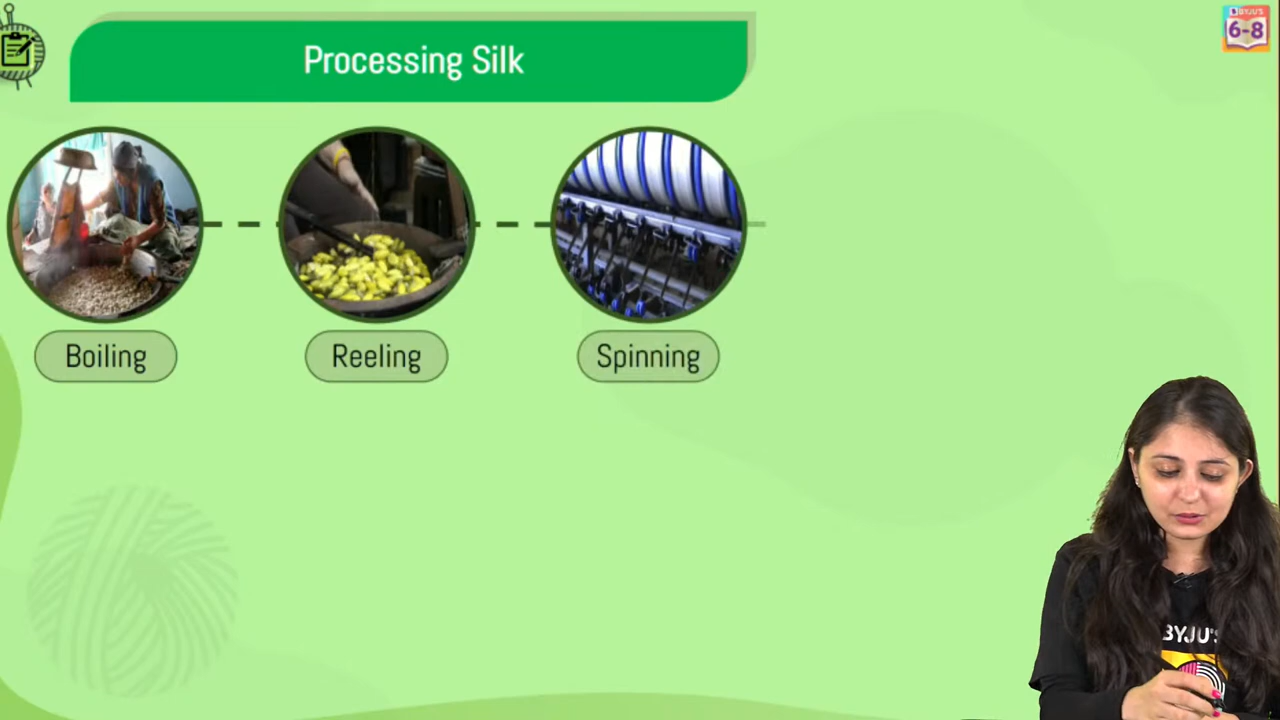 Processing Silk
BYJU'S
6-8
Boiling
Reeling
Spinning
BYJU'S